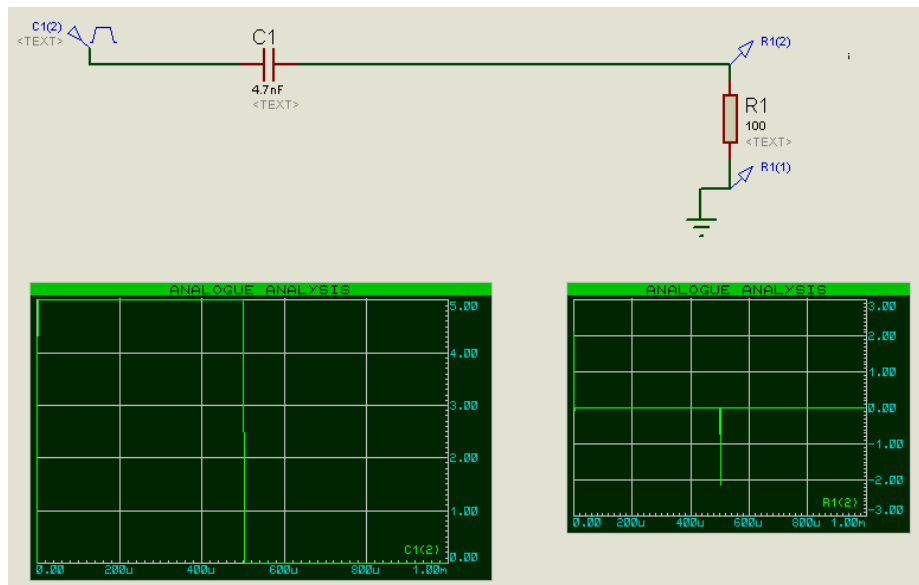 C1(2)
<TEXT>
C1
4.7nF
<TEXT>
R1(2)
i
R1
100
<TEXT>
R1(1)
ANALOGUE ANALYSIS
5.00
4.00
3.00
2.00
1.00
0.00
C1(2)
0.00 200u 400u 600u 800u 1.00m
ANALOGUE ANALYSIS
3.00
2.00
1.00
0.00
-1.00
-2.00
-3.00
R1(2)
0.00 200u 400u 600u 800u 1.00m